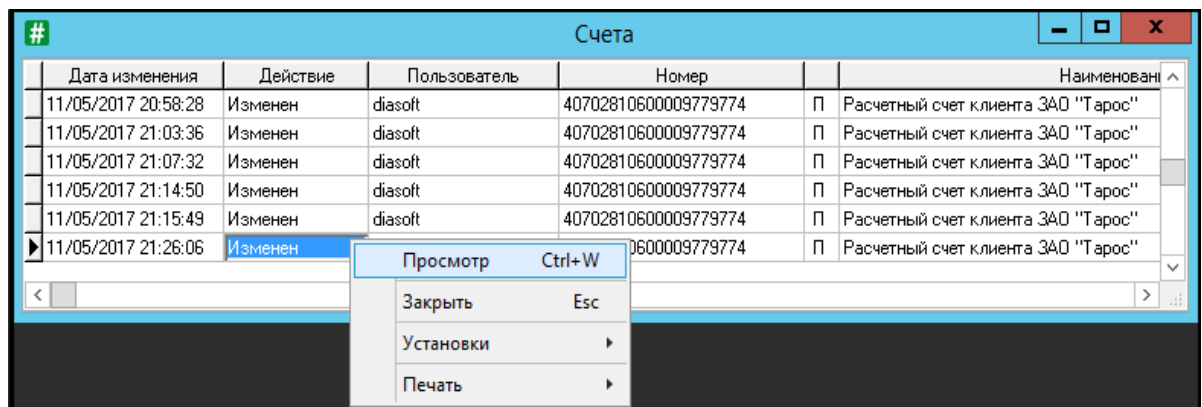 # Счета
Дата изменения Действие Пользователь Номер Наименовани
11/05/2017 20:58:28 Изменен diasoft 40702810600009779774 П Расчетный счет клиента ЗАО "Тарос"
11/05/2017 21:03:36 Изменен diasoft 40702810600009779774 П Расчетный счет клиента ЗАО "Тарос"
11/05/2017 21:07:32 Изменен diasoft 40702810600009779774 П Расчетный счет клиента ЗАО "Тарос"
11/05/2017 21:14:50 Изменен diasoft 40702810600009779774 П Расчетный счет клиента ЗАО "Тарос"
11/05/2017 21:15:49 Изменен diasoft 40702810600009779774 П Расчетный счет клиента ЗАО "Тарос"
11/05/2017 21:26:06 Изменен 0600009779774 П Расчетный счет клиента ЗАО "Тарос"
Просмотр Ctrl+W
Закрыть Esc
Установки
Печать